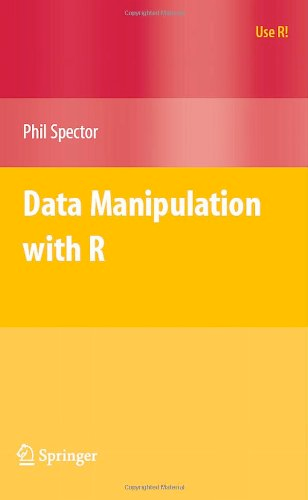 Use R!
Phil Spector
Data Manipulation
with R
Springer